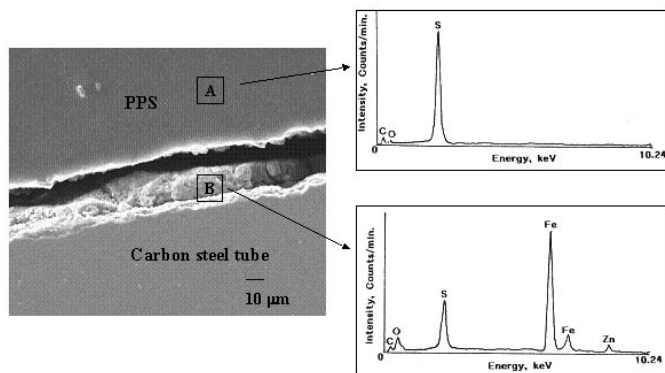 PPS
A
B
Carbon steel tube
10 μm
Intensity, Counts/min.
S
C
O
0
Energy, keV
10.24
Intensity, Counts/min.
Fe
S
O
C
Fe
Zn
0
Energy, keV
10.24